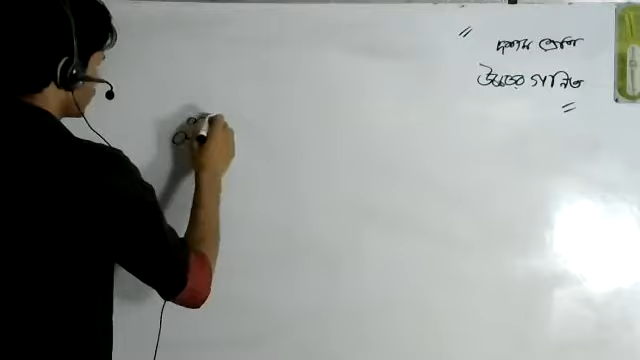 " দশম শ্রেণি
উচ্চতর গণিত "